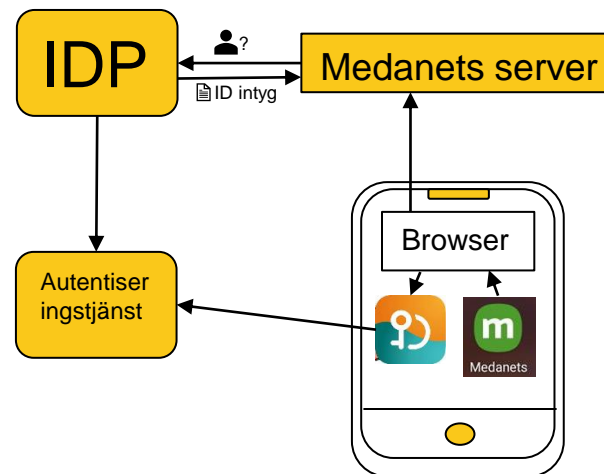 IDP
?
Medanets server
ID intyg
Browser
Autentiser
ingstjänst
m
Medanets